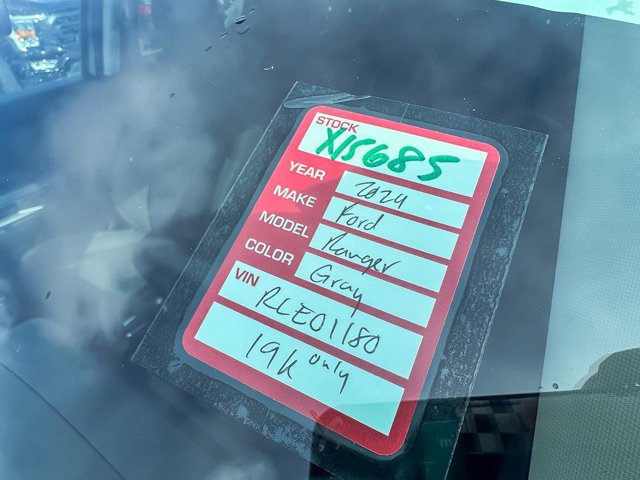 STOCK X15685
YEAR 2024
MAKE Ford
MODEL Ranger
COLOR Gray
VIN RLE01180
19k only